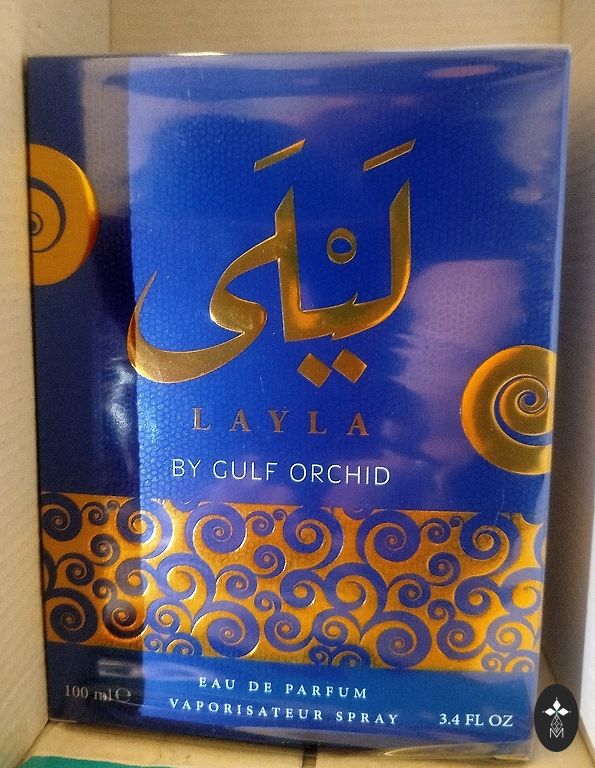 لَيْلَى
LAYLA
BY GULF ORCHID
EAU DE PARFUM
VAPORISATEUR SPRAY
100 ml ℮
3.4 FL OZ